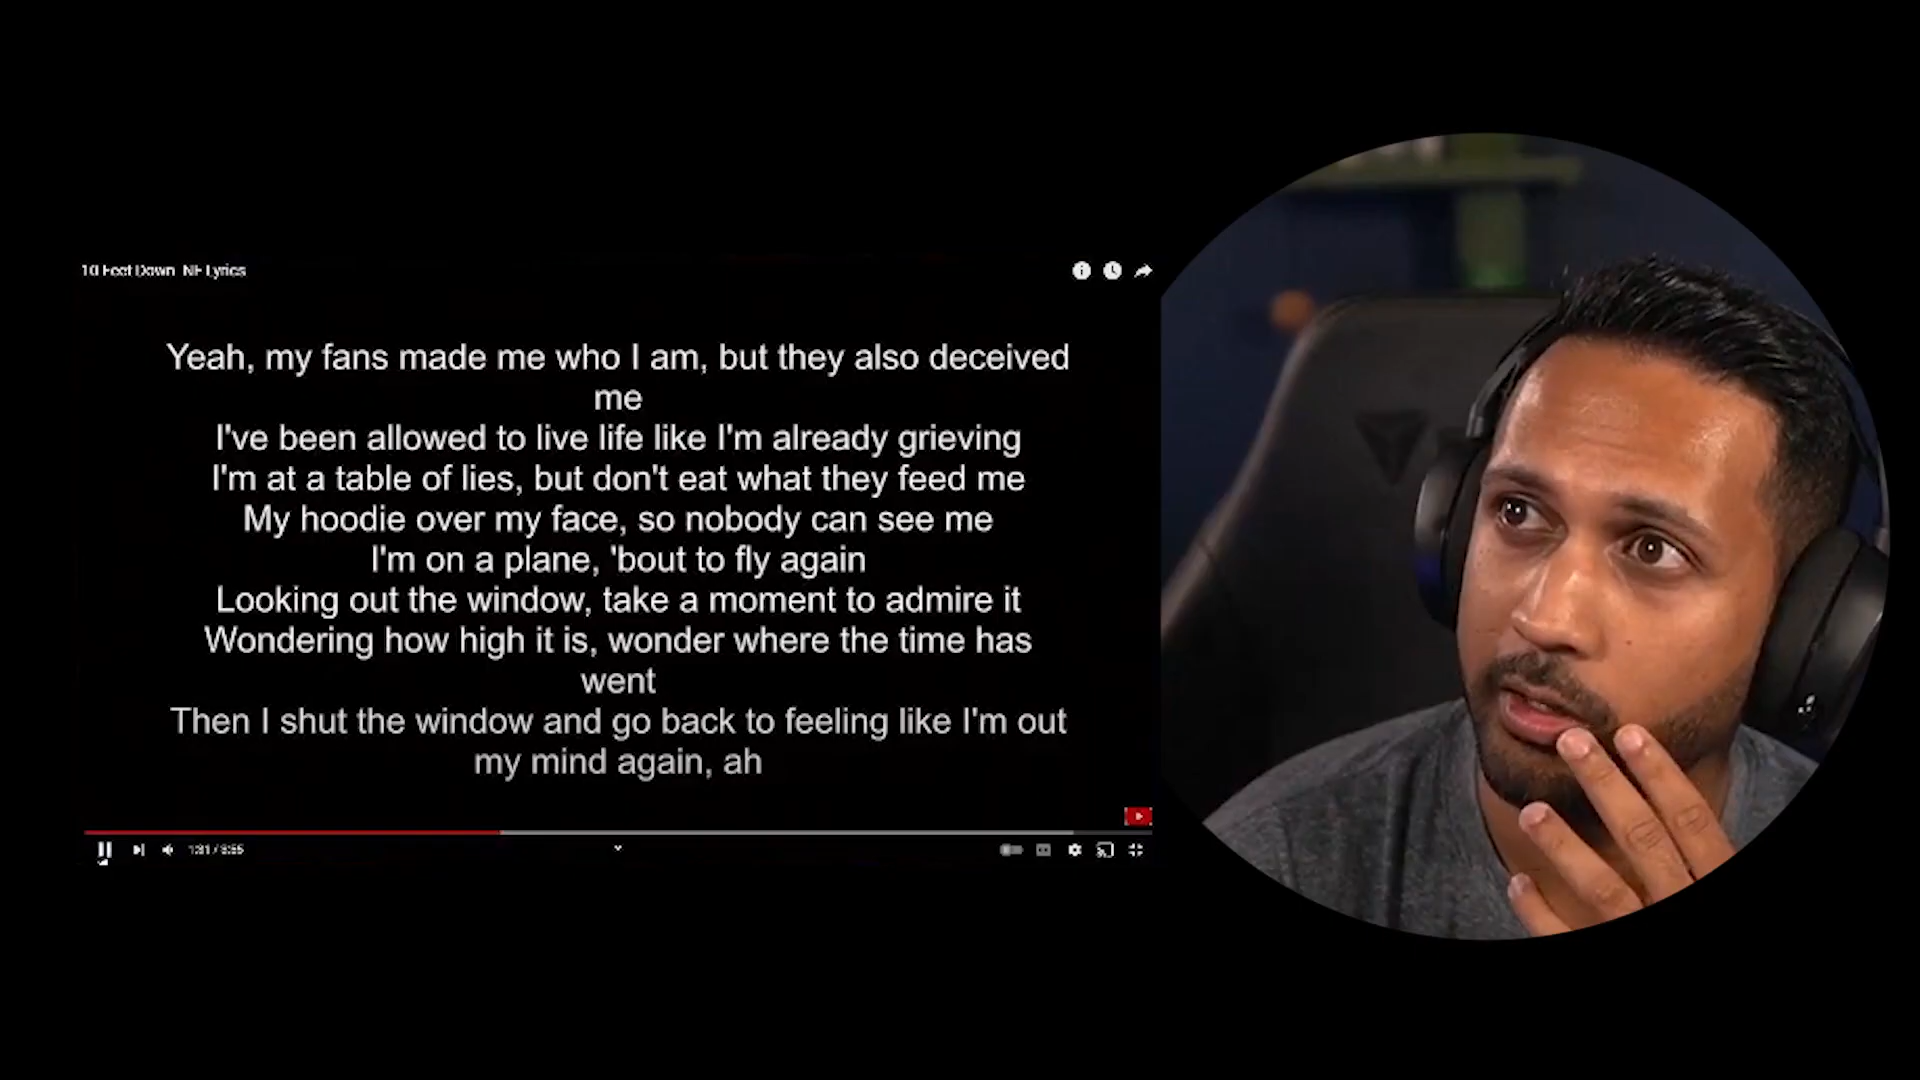 10 Feet Down NF Lyrics
Yeah, my fans made me who I am, but they also deceived
me
I've been allowed to live life like I'm already grieving
I'm at a table of lies, but don't eat what they feed me
My hoodie over my face, so nobody can see me
I'm on a plane, 'bout to fly again
Looking out the window, take a moment to admire it
Wondering how high it is, wonder where the time has
went
Then I shut the window and go back to feeling like I'm out
my mind again, ah
1:31 / 3:55